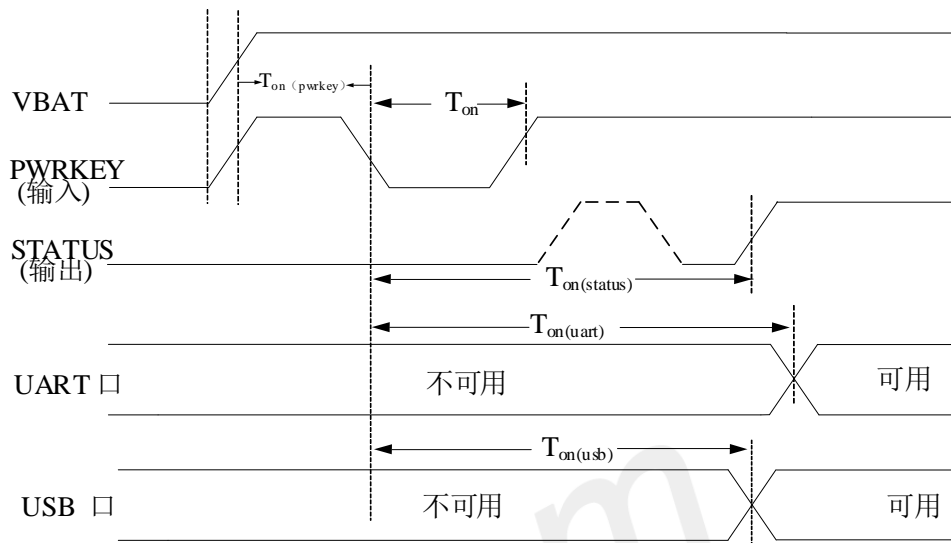 VBAT
Ton（pwrkey）
Ton
PWRKEY
(输入)
STATUS
(输出)
Ton(status)
Ton(uart)
UART 口
不可用
可用
Ton(usb)
USB 口
不可用
可用